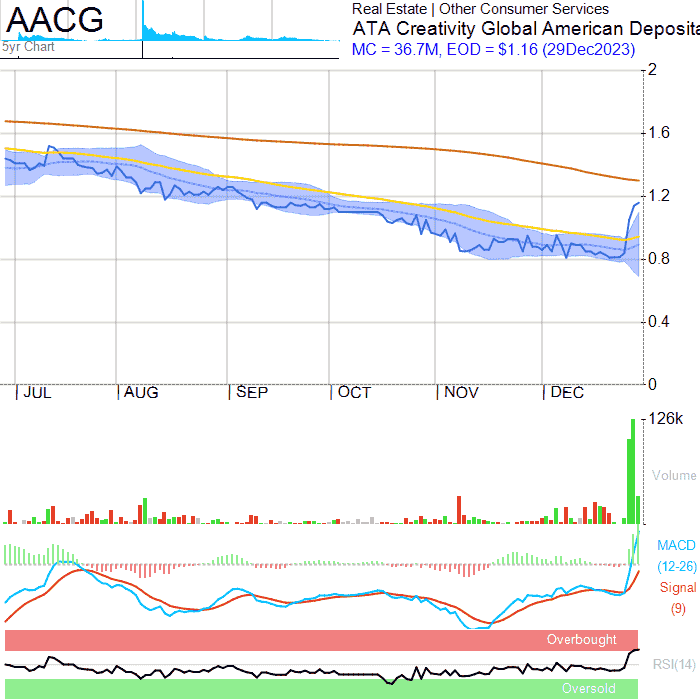 AACG
5yr Chart
Real Estate | Other Consumer Services
ATA Creativity Global American Deposita
MC = 36.7M, EOD = $1.16 (29Dec2023)
2
1.6
1.2
0.8
0.4
0
| JUL | AUG | SEP | OCT | NOV | DEC
126k
Volume
MACD
(12-26)
Signal
(9)
Overbought
RSI(14)
Oversold